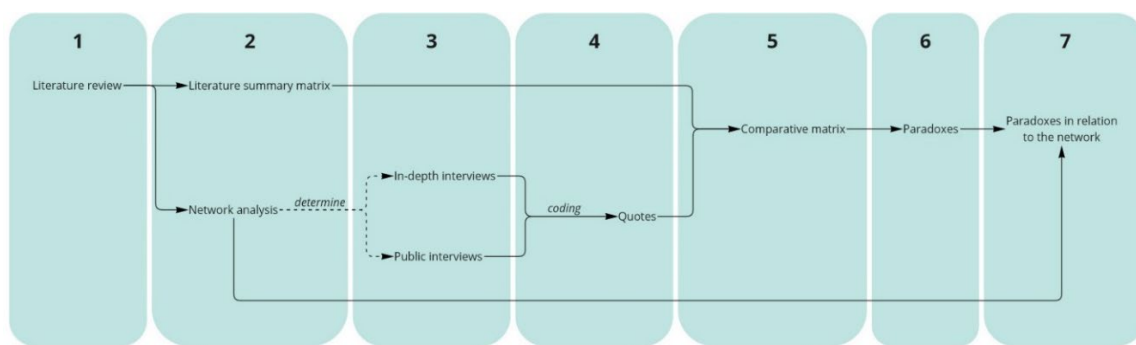 1
2
3
4
5
6
7
Literature review
Literature summary matrix
Comparative matrix
Paradoxes
Paradoxes in relation
to the network
In-depth interviews
Network analysis
determine
coding
Quotes
Public interviews